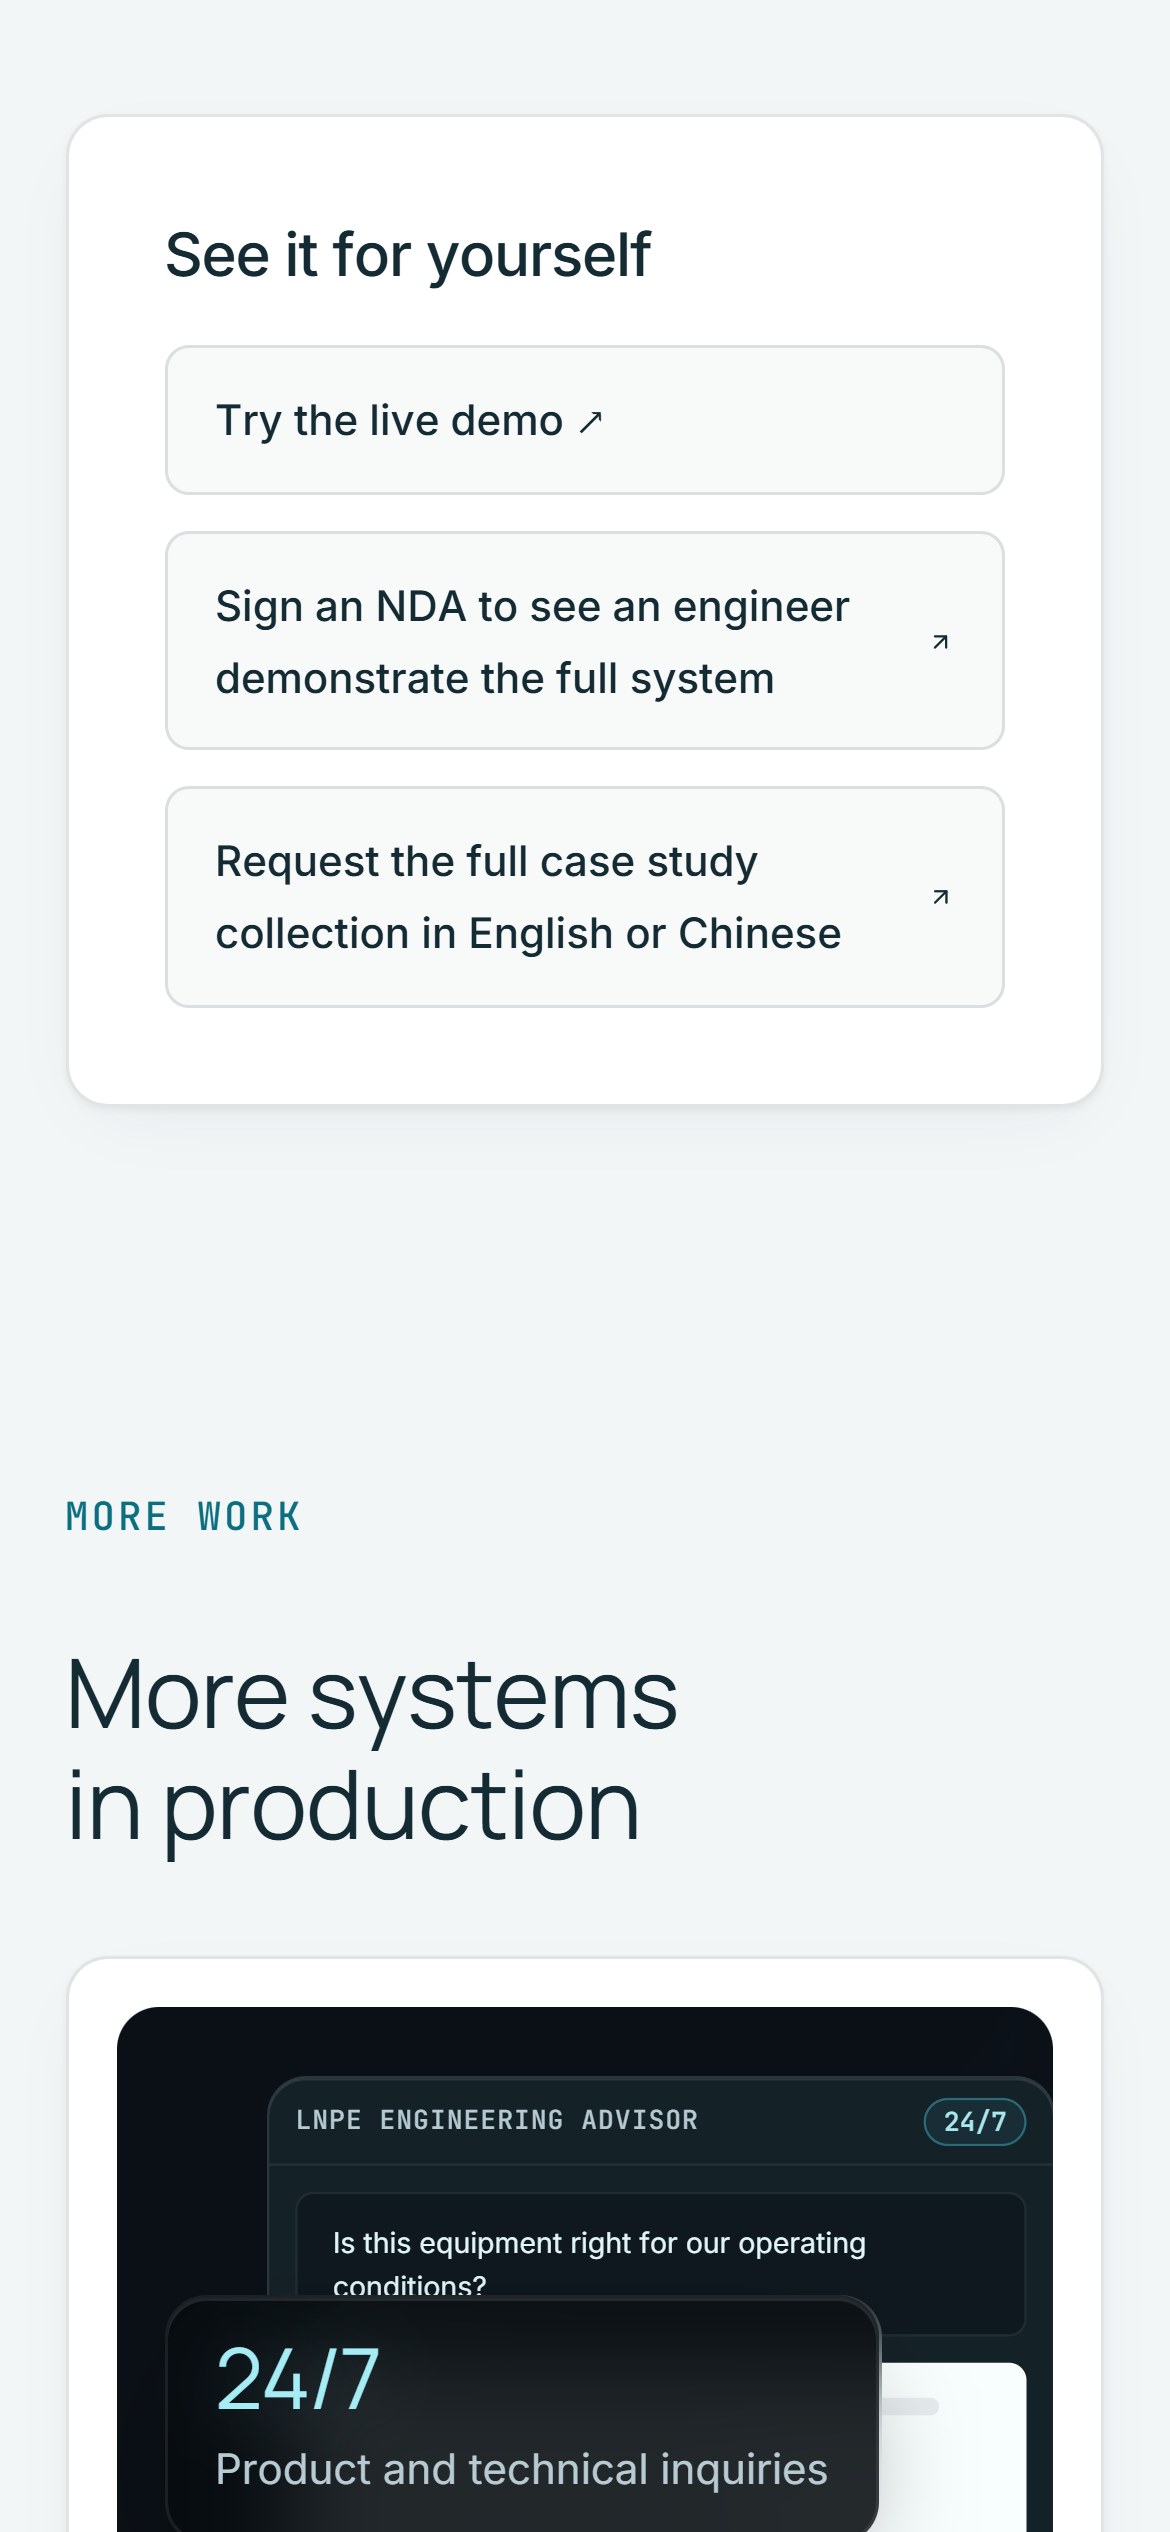 See it for yourself
Try the live demo ↗
Sign an NDA to see an engineer
demonstrate the full system
Request the full case study
collection in English or Chinese
MORE WORK
More systems
in production
LNPE ENGINEERING ADVISOR
24/7
Is this equipment right for our operating
conditions?
24/7
Product and technical inquiries